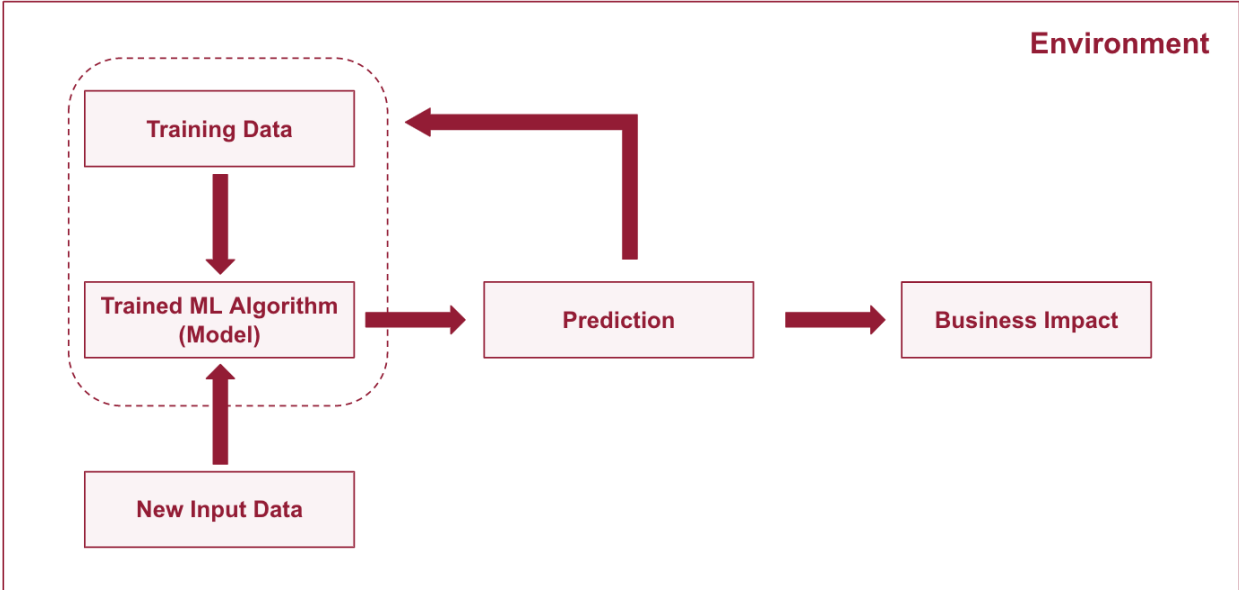 Environment
Training Data
Trained ML Algorithm
(Model)
Prediction
Business Impact
New Input Data